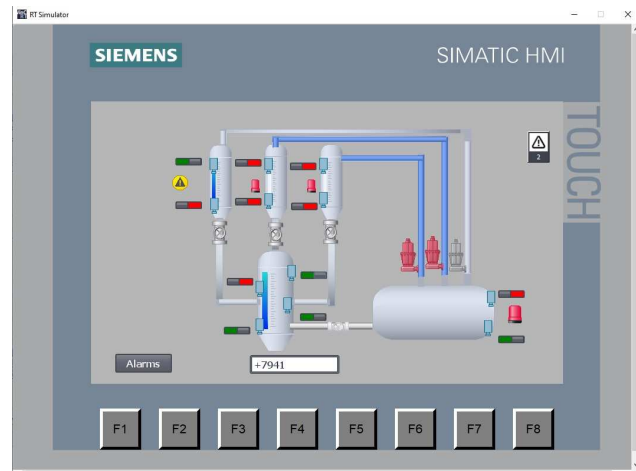 RT Simulator
SIEMENS
SIMATIC HMI
TOUCH
2
Alarms
+7941
F1
F2
F3
F4
F5
F6
F7
F8